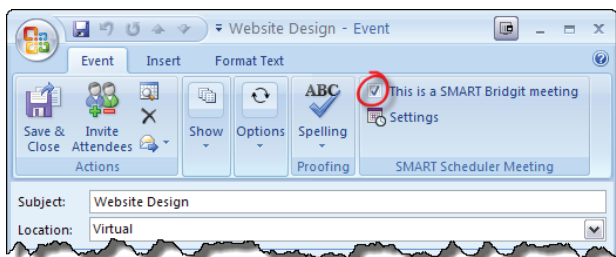 Website Design - Event
Event Insert Format Text
ABC
This is a SMART Bridgit meeting
Settings
Save & Close
Invite Attendees
Show
Options
Spelling
Actions
Proofing
SMART Scheduler Meeting
Subject: Website Design
Location: Virtual